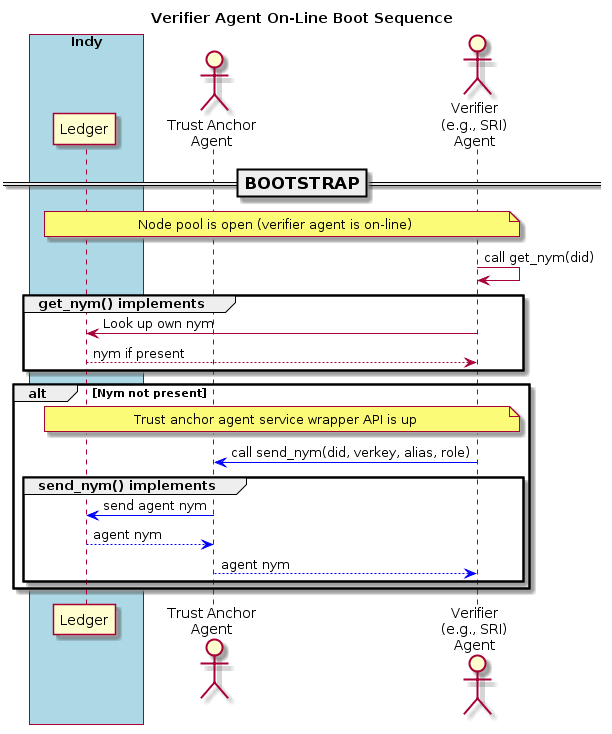 Verifier Agent On-Line Boot Sequence
Indy
Ledger
Trust Anchor
Agent
Verifier
(e.g., SRI)
Agent
BOOTSTRAP
Node pool is open (verifier agent is on-line)
call get_nym(did)
get_nym() implements
Look up own nym
nym if present
alt [Nym not present]
Trust anchor agent service wrapper API is up
call send_nym(did, verkey, alias, role)
send_nym() implements
send agent nym
agent nym
agent nym
Ledger
Trust Anchor
Agent
Verifier
(e.g., SRI)
Agent